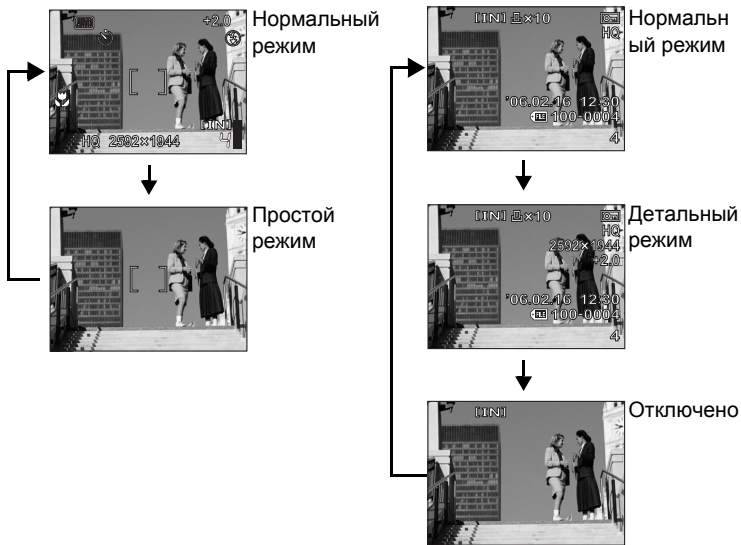 +2.0
Нормальный
режим
[IN]
HQ 2592×1944 4
Простой
режим
[IN] ×10
HQ
Нормальн
ый режим
'06.02.16 12:30
FILE 100-0004
4
[IN] ×10
HQ
2592×1944
+2.0
Детальный
режим
'06.02.16 12:30
FILE 100-0004
4
[IN]
Отключено